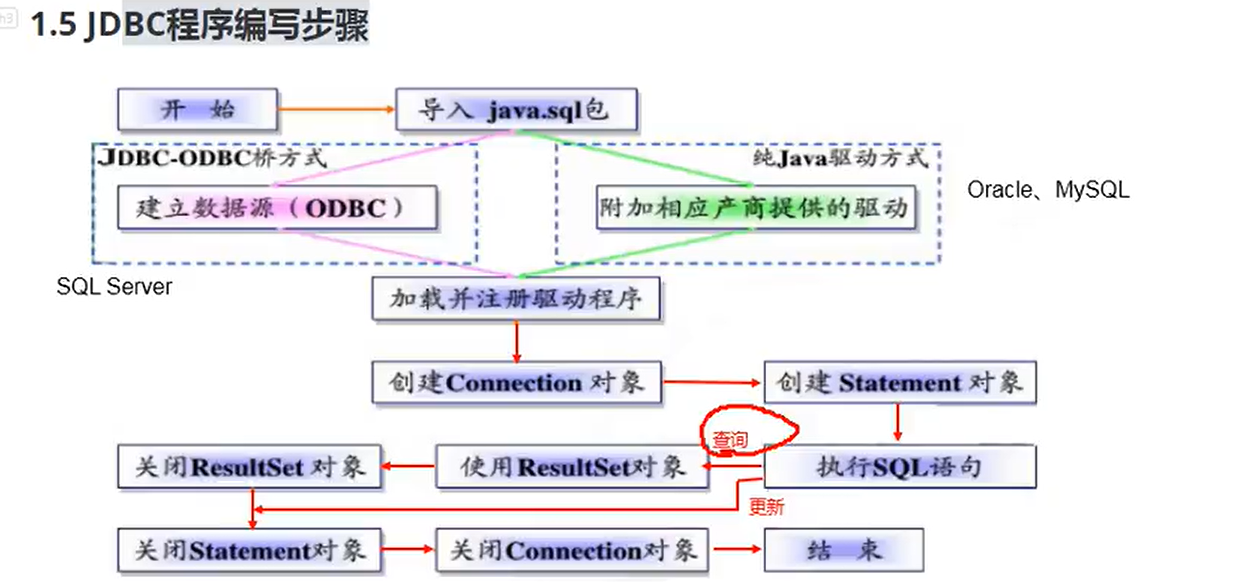 h3
1.5 JDBC程序编写步骤
开 始
导入 java.sql包
JDBC-ODBC桥方式
纯Java驱动方式
建立数据源（ODBC）
附加相应产商提供的驱动
Oracle、MySQL
SQL Server
加载并注册驱动程序
创建Connection 对象
创建 Statement 对象
查询
关闭ResultSet 对象
使用ResultSet对象
执行SQL语句
更新
关闭Statement对象
关闭Connection对象
结 束